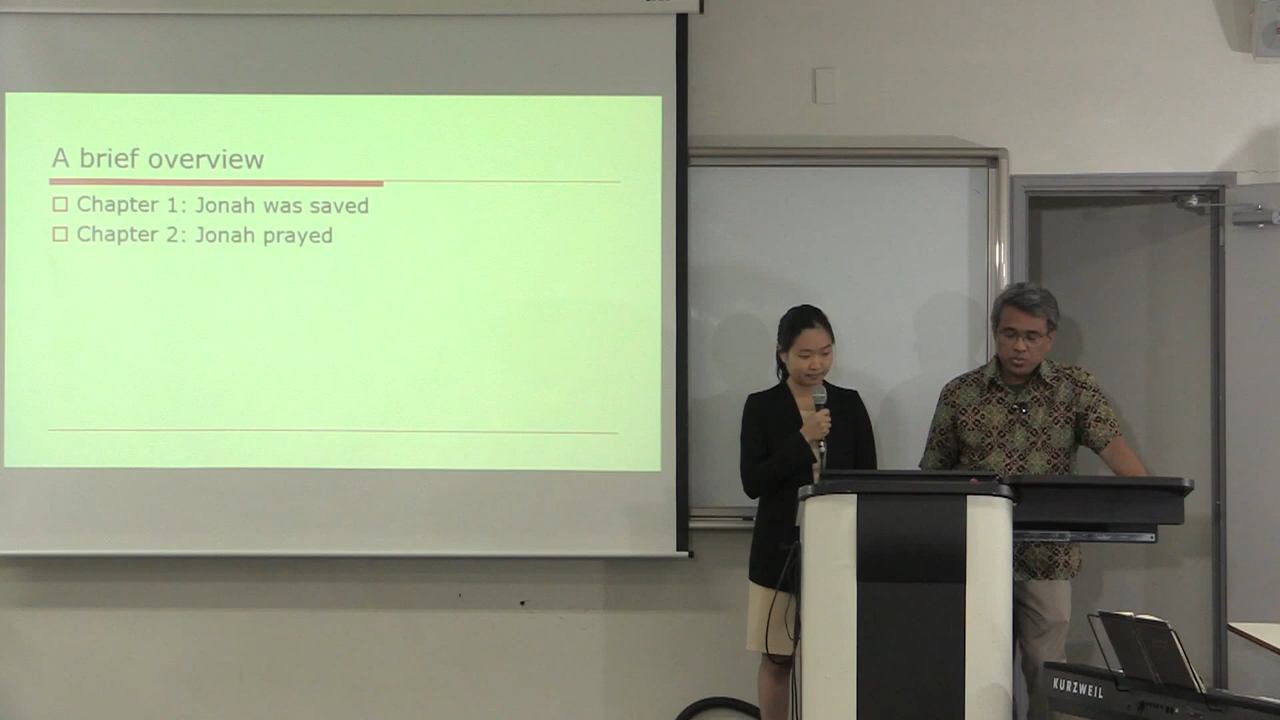 A brief overview
Chapter 1: Jonah was saved
Chapter 2: Jonah prayed
KURZWEIL